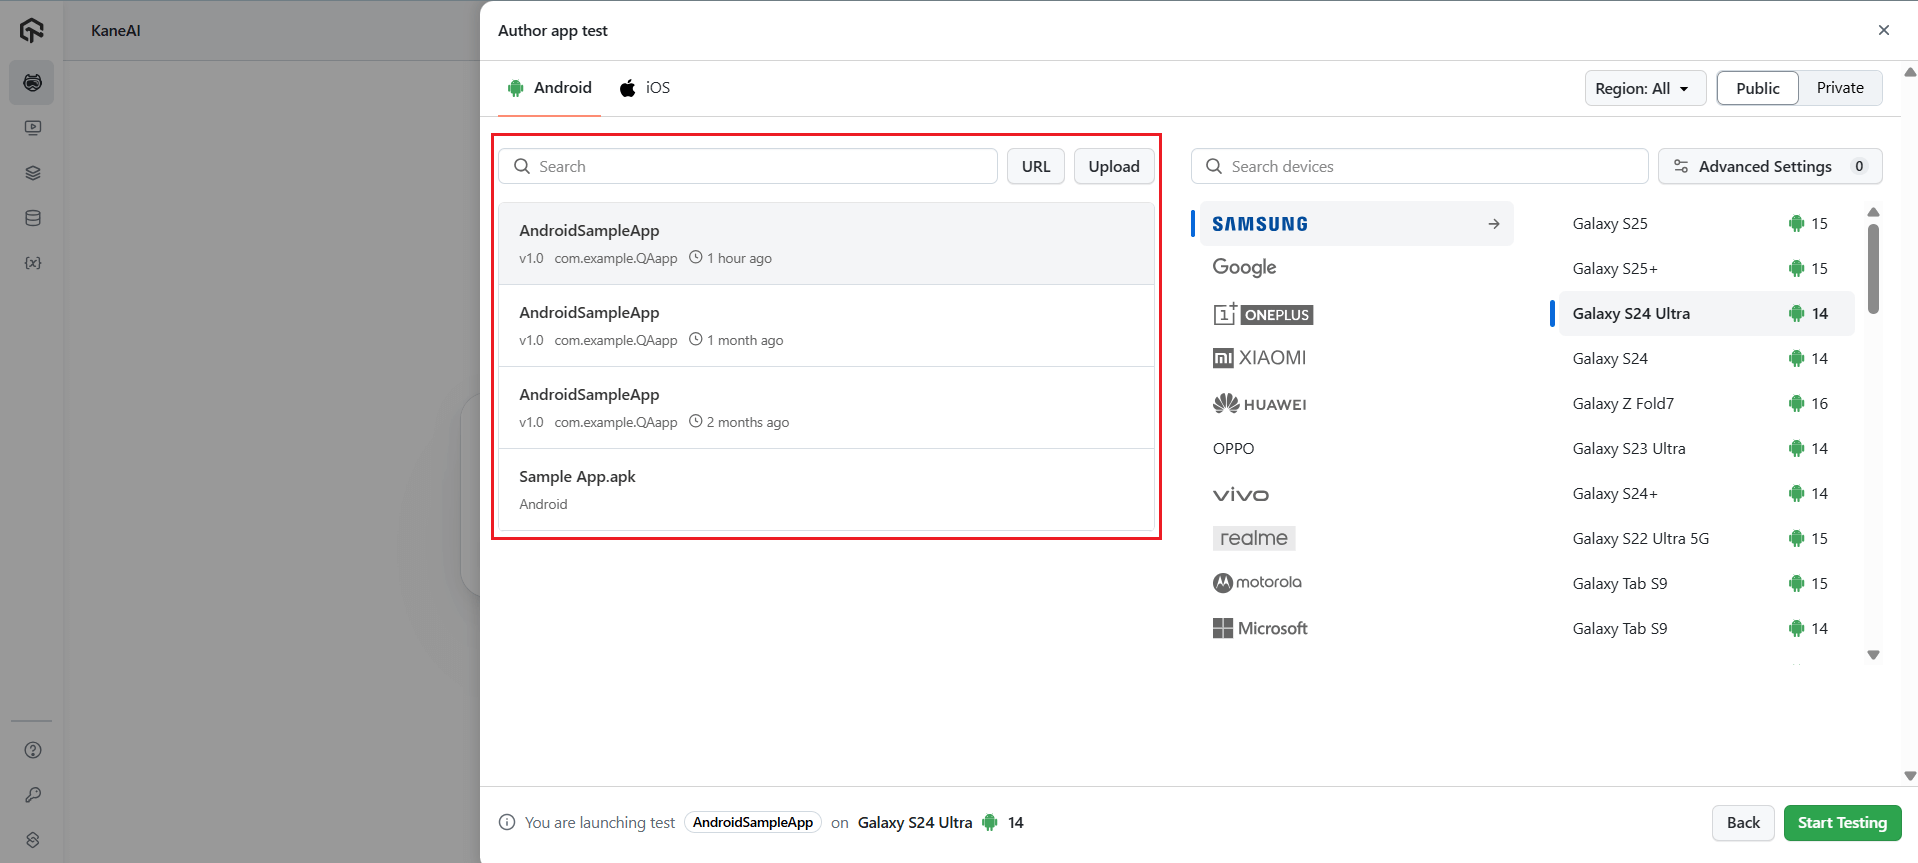 KaneAI
Author app test
Android
iOS
Region: All
Public
Private
Search
URL
Upload
AndroidSampleApp
v1.0 com.example.QAapp 1 hour ago
AndroidSampleApp
v1.0 com.example.QAapp 1 month ago
AndroidSampleApp
v1.0 com.example.QAapp 2 months ago
Sample App.apk
Android
Search devices
Advanced Settings 0
SAMSUNG
Google
1+ ONEPLUS
mi XIAOMI
HUAWEI
OPPO
vivo
realme
motorola
Microsoft
Galaxy S25 15
Galaxy S25+ 15
Galaxy S24 Ultra 14
Galaxy S24 14
Galaxy Z Fold7 16
Galaxy S23 Ultra 14
Galaxy S24+ 14
Galaxy S22 Ultra 5G 15
Galaxy Tab S9 15
Galaxy Tab S9 14
You are launching test AndroidSampleApp on Galaxy S24 Ultra 14
Back
Start Testing